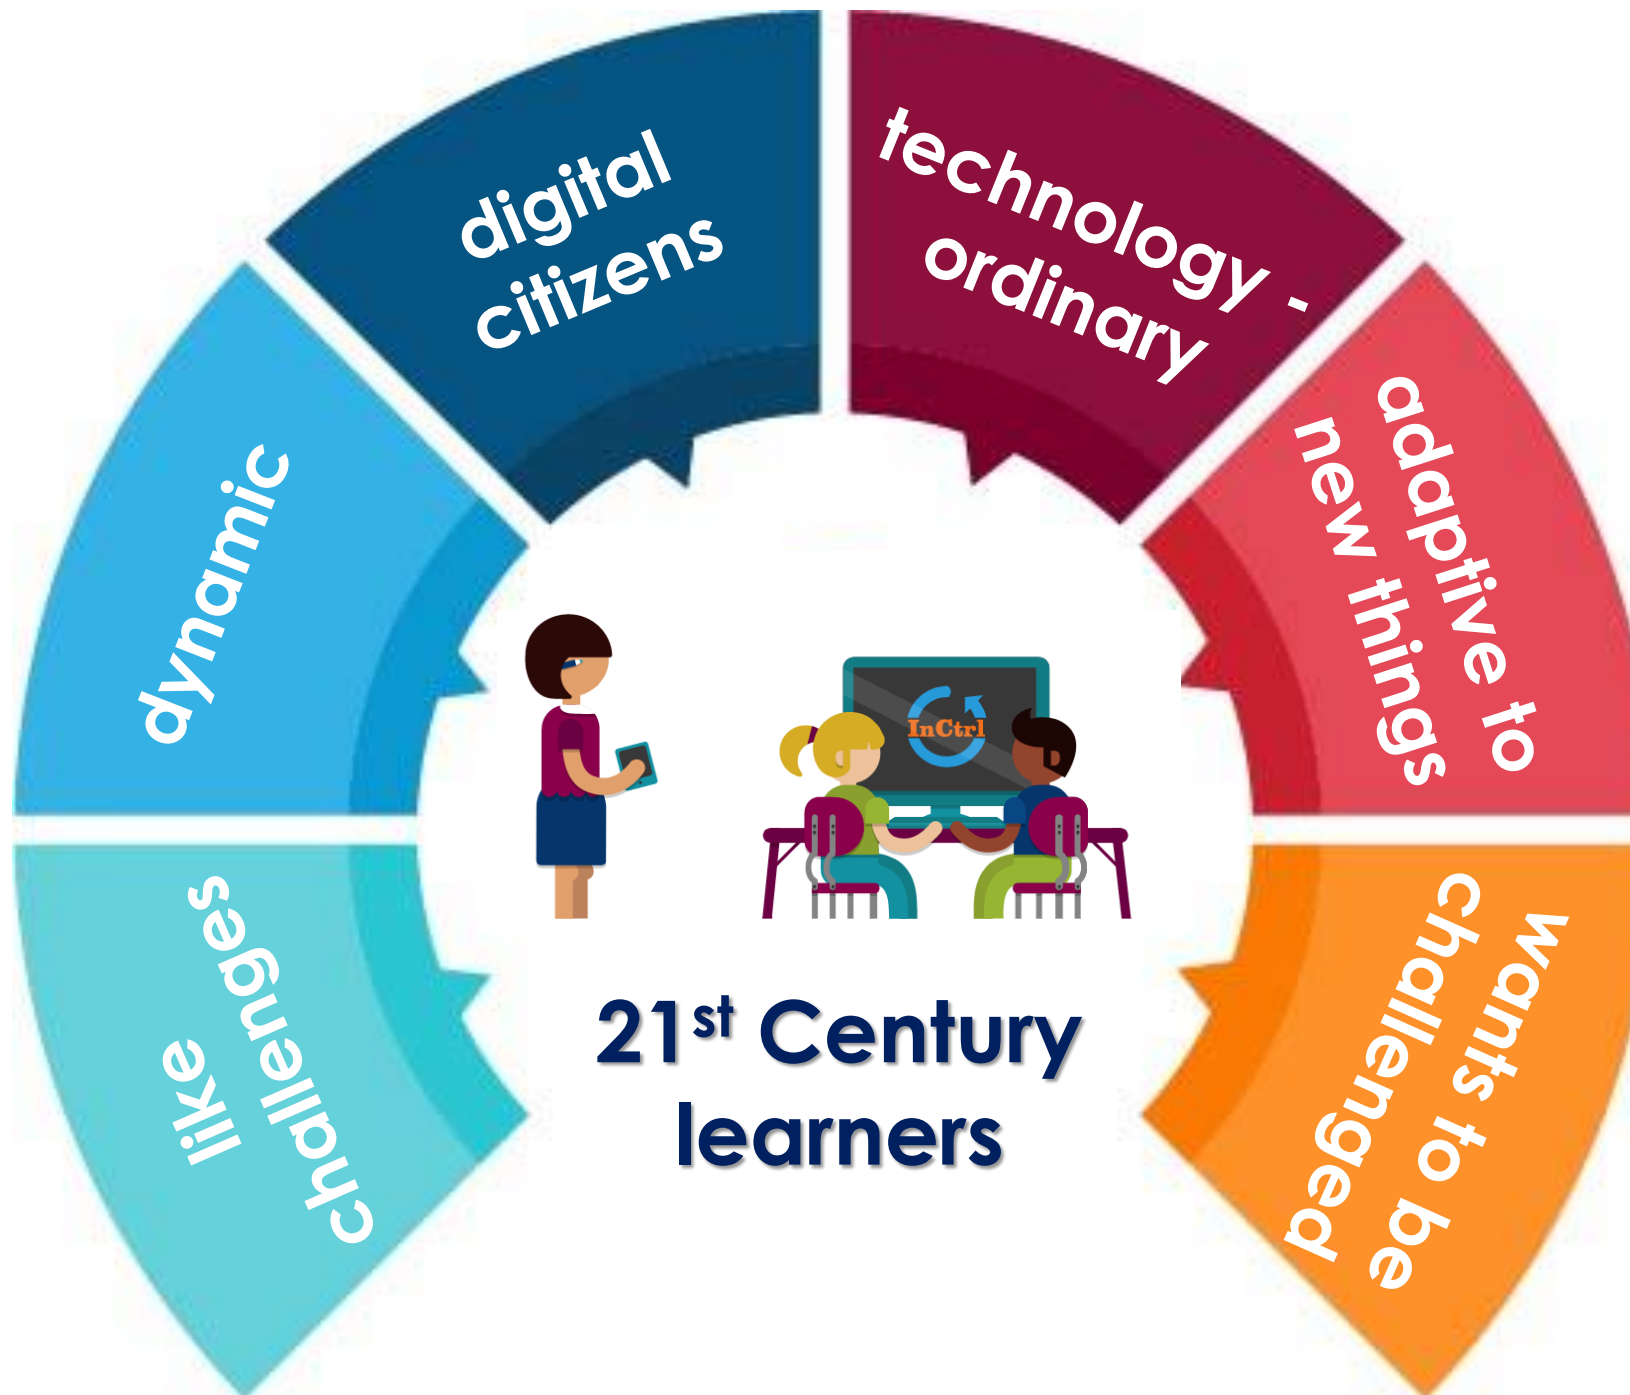 like
challenges
dynamic
digital
citizens
technology -
ordinary
adaptive to
new things
wants to be
challenged
InCtrl
21st Century
learners